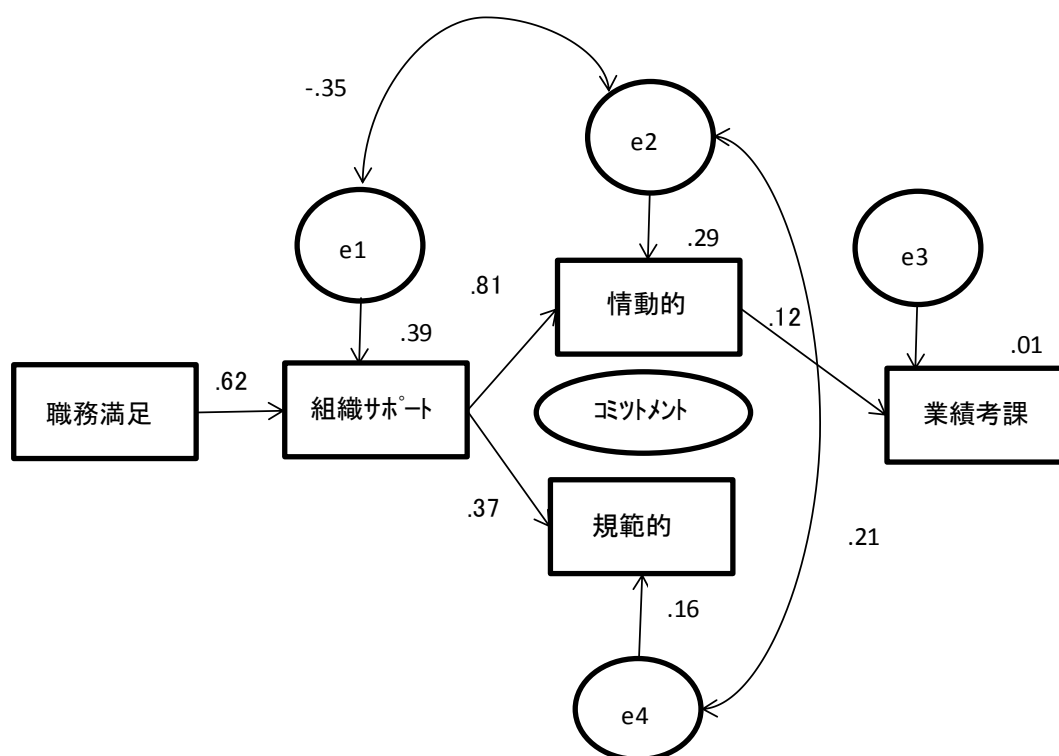 -.35
e2
e1
e3
.29
.81
情動的
.12
.39
.01
.62
職務満足
組織ｻﾎﾟｰﾄ
ｺﾐツﾄﾒﾝﾄ
業績考課
.37
規範的
.21
.16
e4